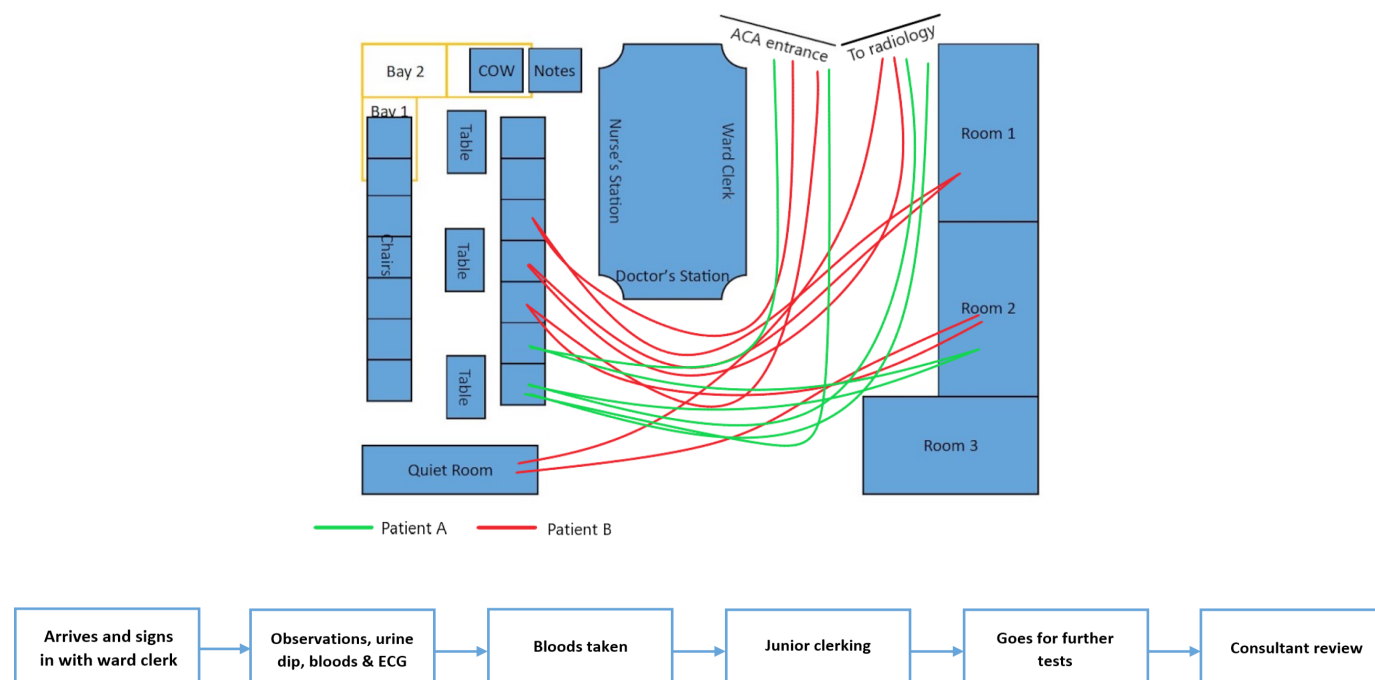 ACA entrance
To radiology
Bay 2
COW
Notes
Bay 1
Table
Nurse's Station
Ward Clerk
Room 1
Chairs
Table
Doctor's Station
Room 2
Table
Room 3
Quiet Room
Patient A
Patient B
Arrives and signs
in with ward clerk
Observations, urine
dip, bloods & ECG
Bloods taken
Junior clerking
Goes for further
tests
Consultant review